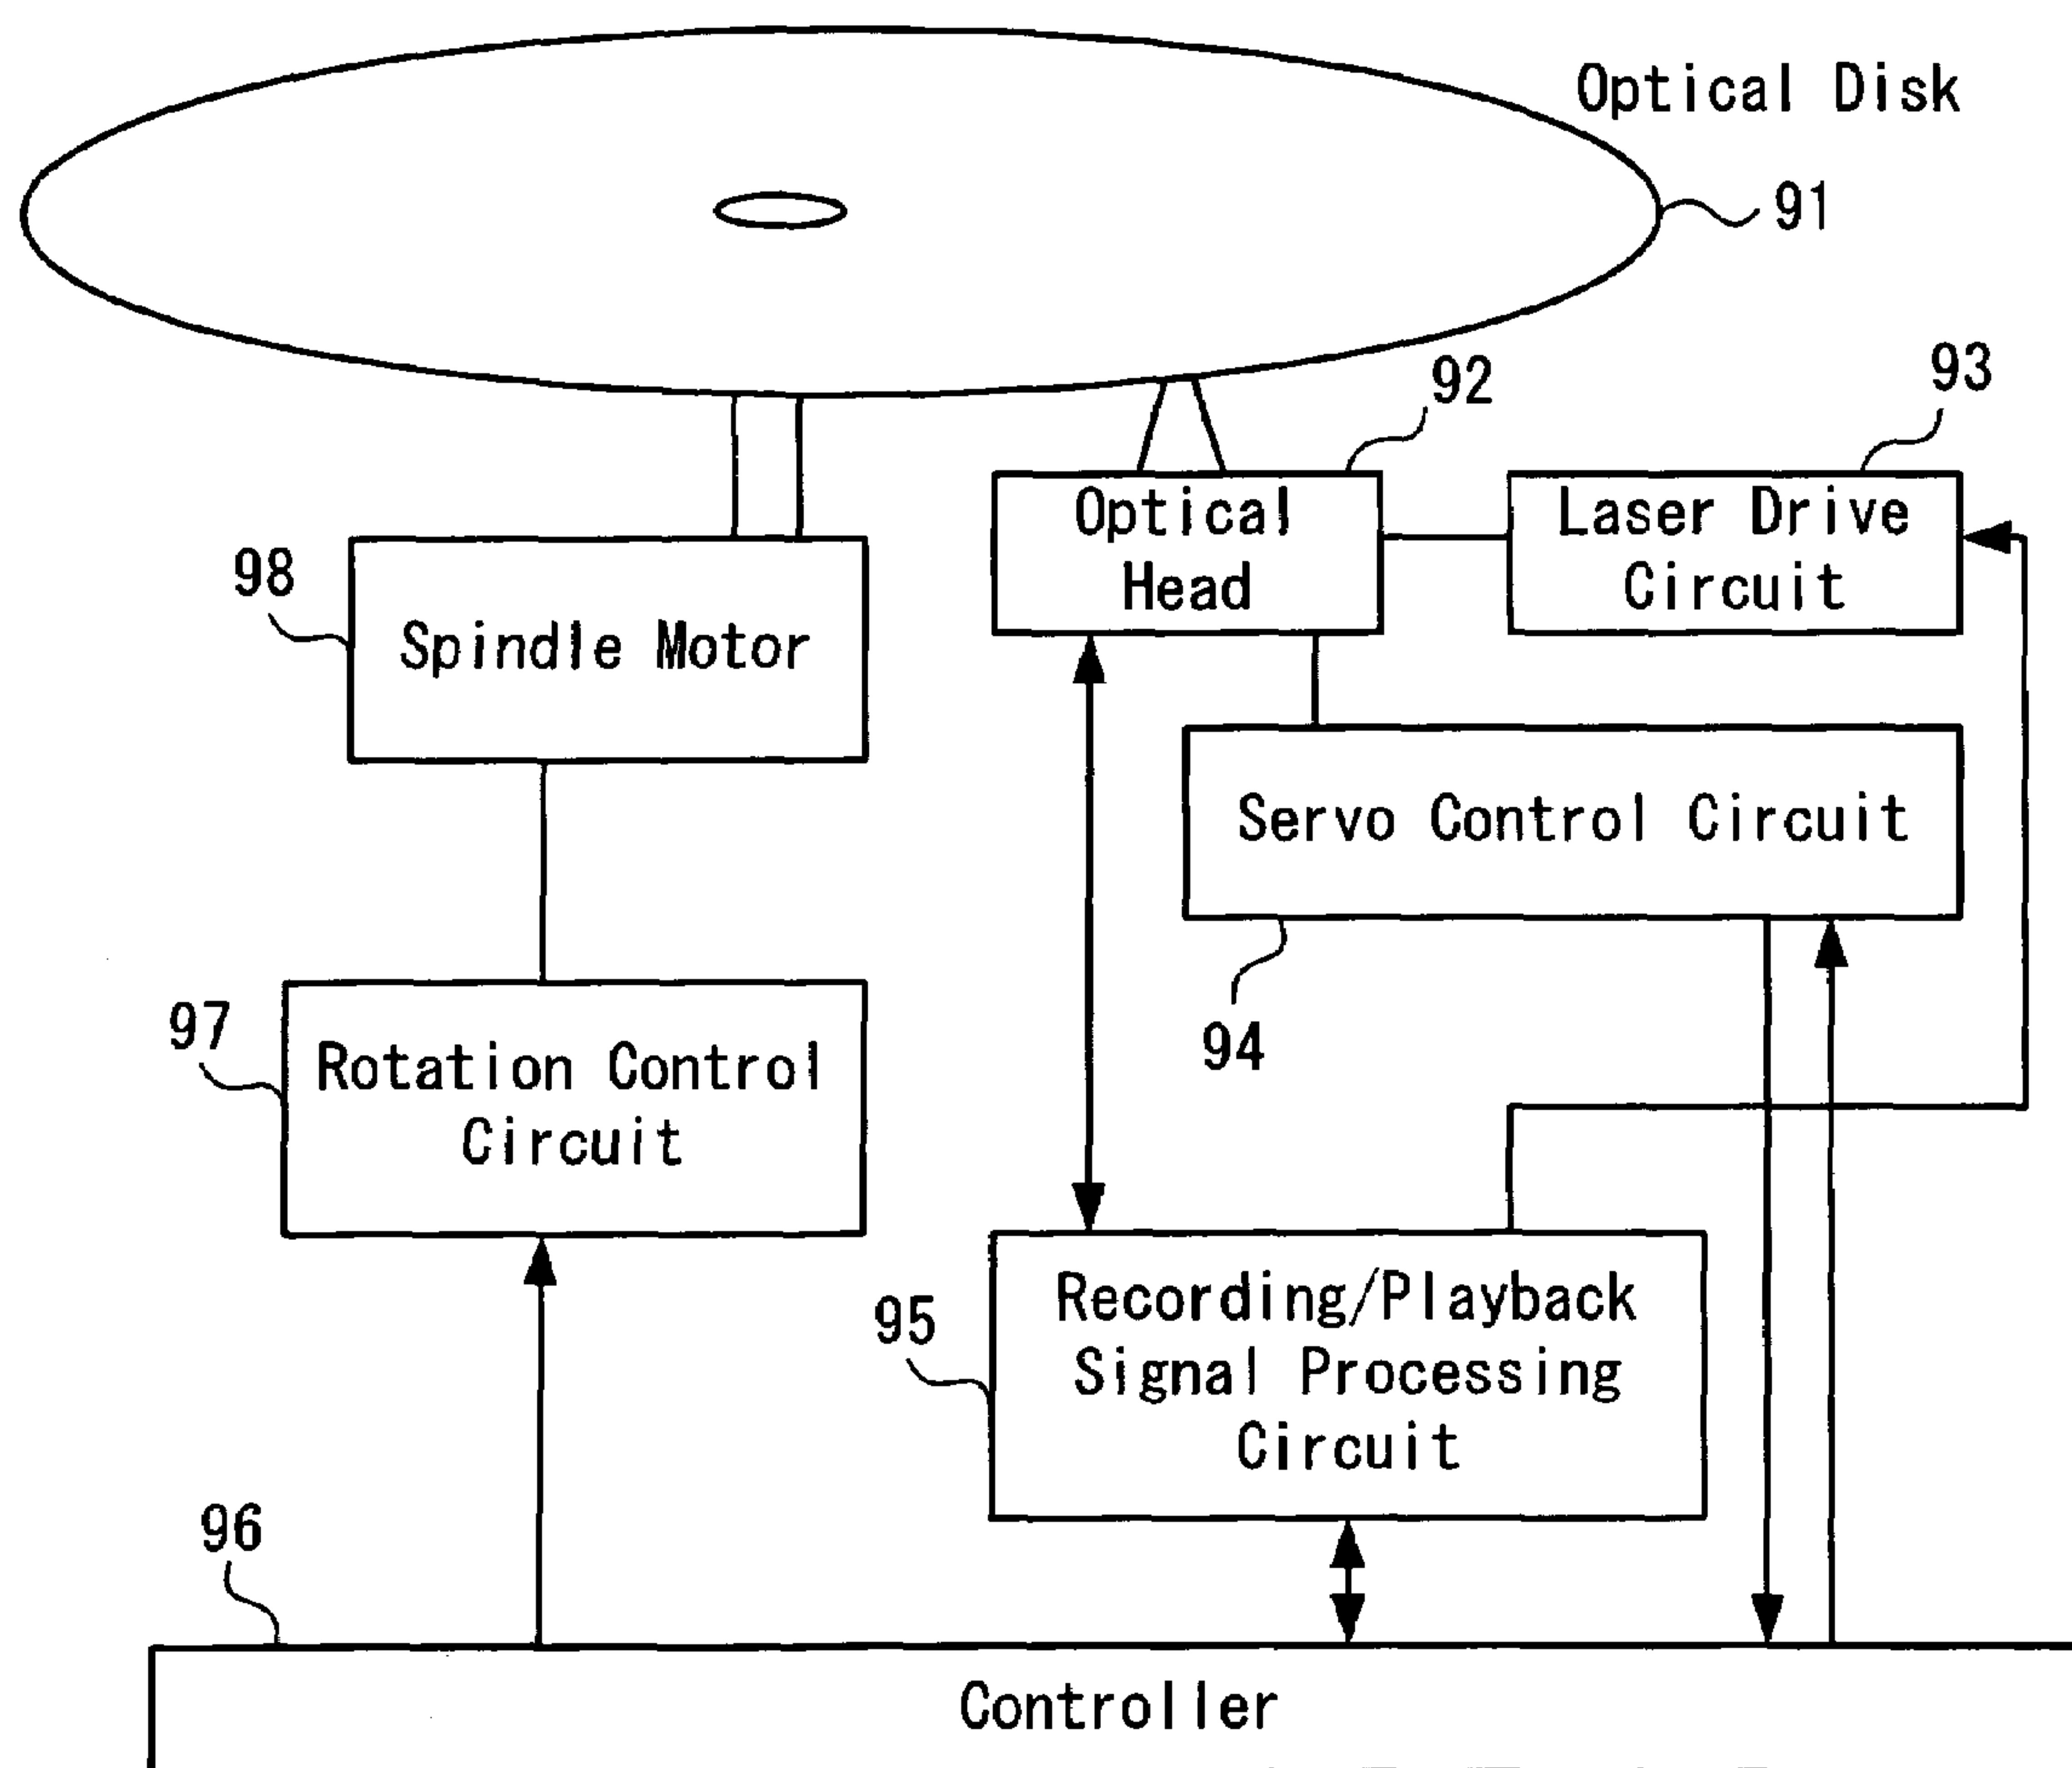 Optical Disk
91
92
93
Optical
Head
Laser Drive
Circuit
98
Spindle Motor
Servo Control Circuit
94
97
Rotation Control
Circuit
95
Recording/Playback
Signal Processing
Circuit
96
Controller